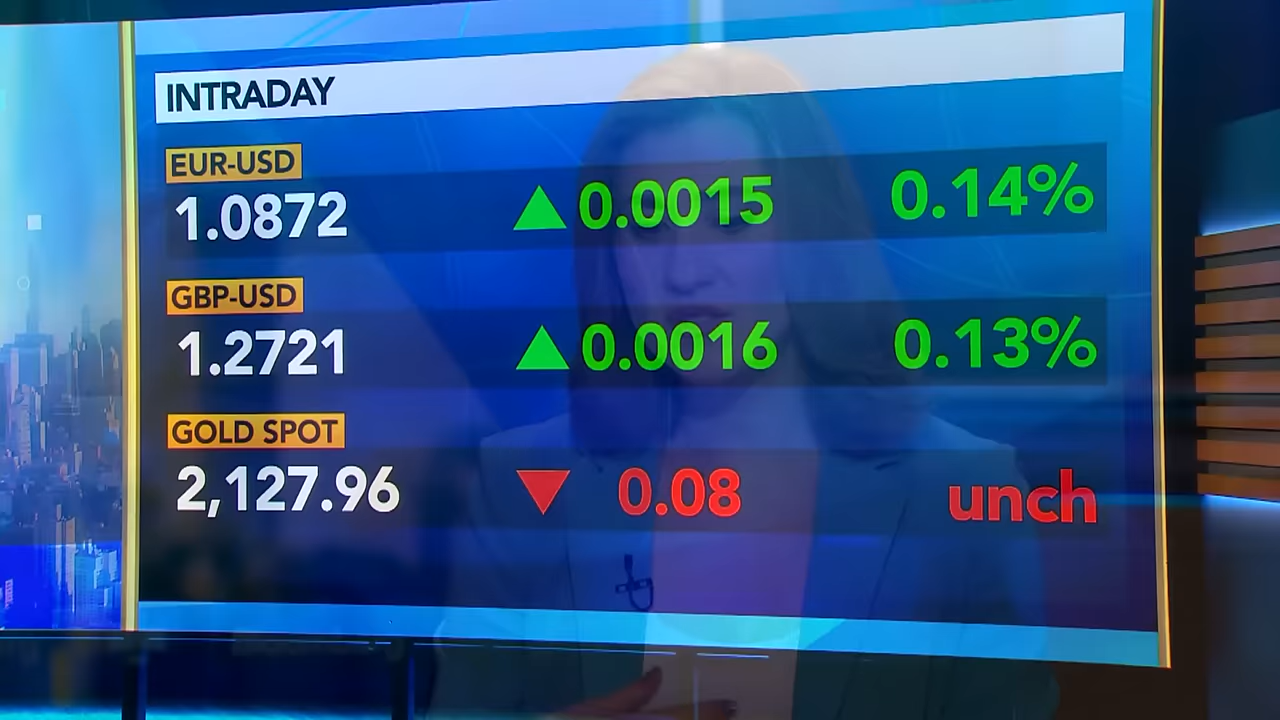 INTRADAY
EUR-USD
1.0872 ▲ 0.0015 0.14%
GBP-USD
1.2721 ▲ 0.0016 0.13%
GOLD SPOT
2,127.96 ▼ 0.08 unch